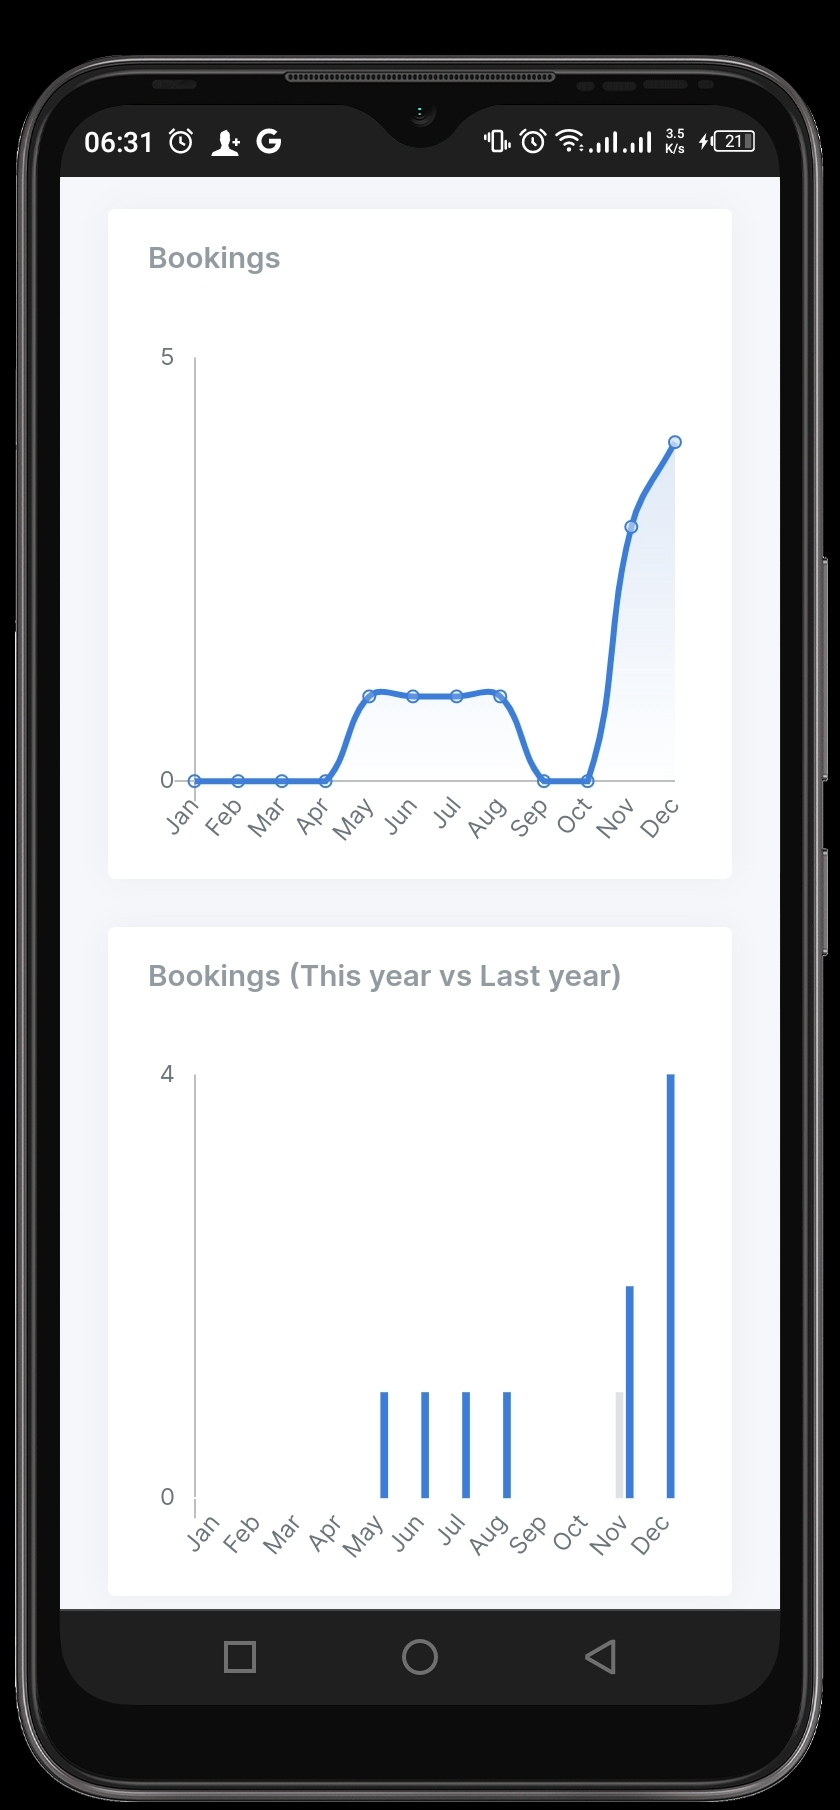 06:31 G 3.5 K/s 21
Bookings
5
0
Jan Feb Mar Apr May Jun Jul Aug Sep Oct Nov Dec
Bookings (This year vs Last year)
4
0
Jan Feb Mar Apr May Jun Jul Aug Sep Oct Nov Dec